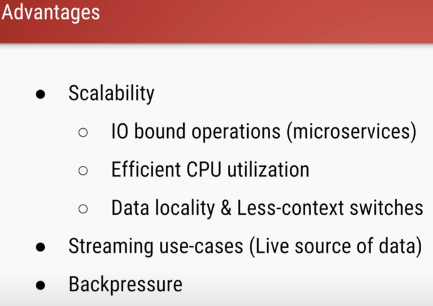 Advantages
● Scalability
○ IO bound operations (microservices)
○ Efficient CPU utilization
○ Data locality & Less-context switches
● Streaming use-cases (Live source of data)
● Backpressure